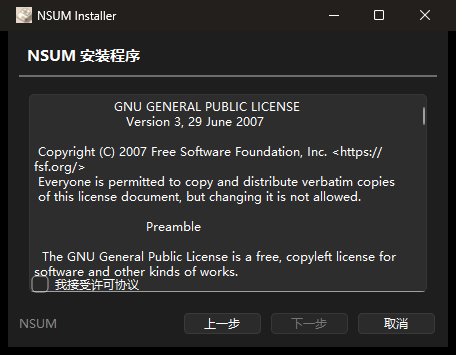 NSUM Installer
NSUM 安装程序
GNU GENERAL PUBLIC LICENSE
Version 3, 29 June 2007
Copyright (C) 2007 Free Software Foundation, Inc. <https://
fsf.org/>
Everyone is permitted to copy and distribute verbatim copies
of this license document, but changing it is not allowed.
Preamble
The GNU General Public License is a free, copyleft license for
software and other kinds of works.
我接受许可协议
NSUM
上一步
下一步
取消